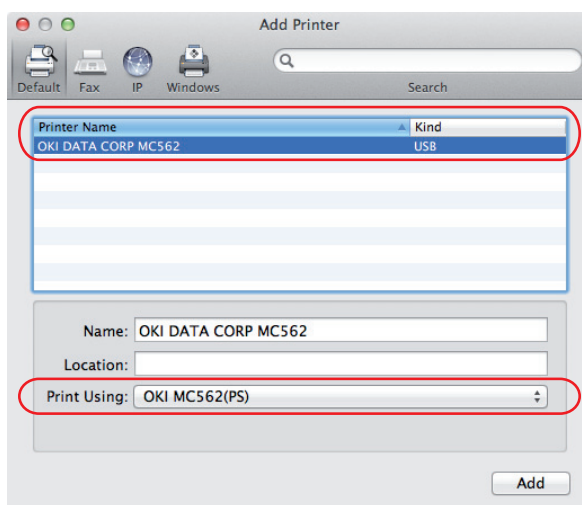 Add Printer
Default Fax IP Windows Search
Printer Name Kind
OKI DATA CORP MC562 USB
Name: OKI DATA CORP MC562
Location:
Print Using: OKI MC562(PS)
Add